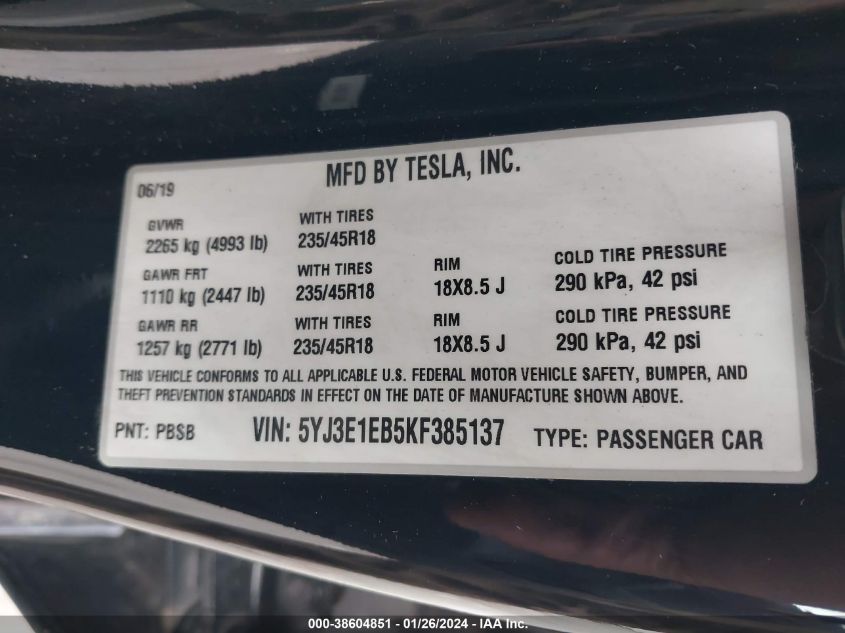 MFD BY TESLA, INC.
06/19
GVWR WITH TIRES
2265 kg (4993 lb) 235/45R18
GAWR FRT WITH TIRES RIM COLD TIRE PRESSURE
1110 kg (2447 lb) 235/45R18 18X8.5 J 290 kPa, 42 psi
GAWR RR WITH TIRES RIM COLD TIRE PRESSURE
1257 kg (2771 lb) 235/45R18 18X8.5 J 290 kPa, 42 psi
THIS VEHICLE CONFORMS TO ALL APPLICABLE U.S. FEDERAL MOTOR VEHICLE SAFETY, BUMPER, AND
THEFT PREVENTION STANDARDS IN EFFECT ON THE DATE OF MANUFACTURE SHOWN ABOVE.
PNT: PBSB VIN: 5YJ3E1EB5KF385137 TYPE: PASSENGER CAR
000-38604851 / 01/26/2024 - IAA Inc.